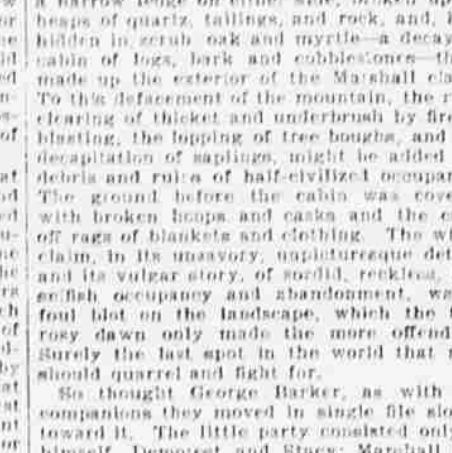 a narrow ledge on either side, broken up
heaps of quartz, tailings, and rock, and,
hidden in scrub oak and myrtle—a decay
cabin of logs, bark and cobblestones—th
made up the exterior of the Marshall cla
To this defacement of the mountain, the r
clearing of thicket and underbrush by fire
blasting, the lopping of tree boughs, and
decapitation of saplings, might be added
debris and ruins of half-civilized occupan
The ground before the cabin was cove
with broken hoops and casks and the c
off rags of blankets and clothing. The wh
claim, in its unsavory, unpicturesque det
and its vulgar story, of sordid, reckless,
selfish occupancy and abandonment, wa
foul blot on the landscape, which the f
rosy dawn only made the more offend
Surely the last spot in the world that
should quarrel and fight for.
So thought George Barker, as with
companions they moved in single file slo
toward it. The little party consisted only
himself, Demorest and Stacy; Marshall